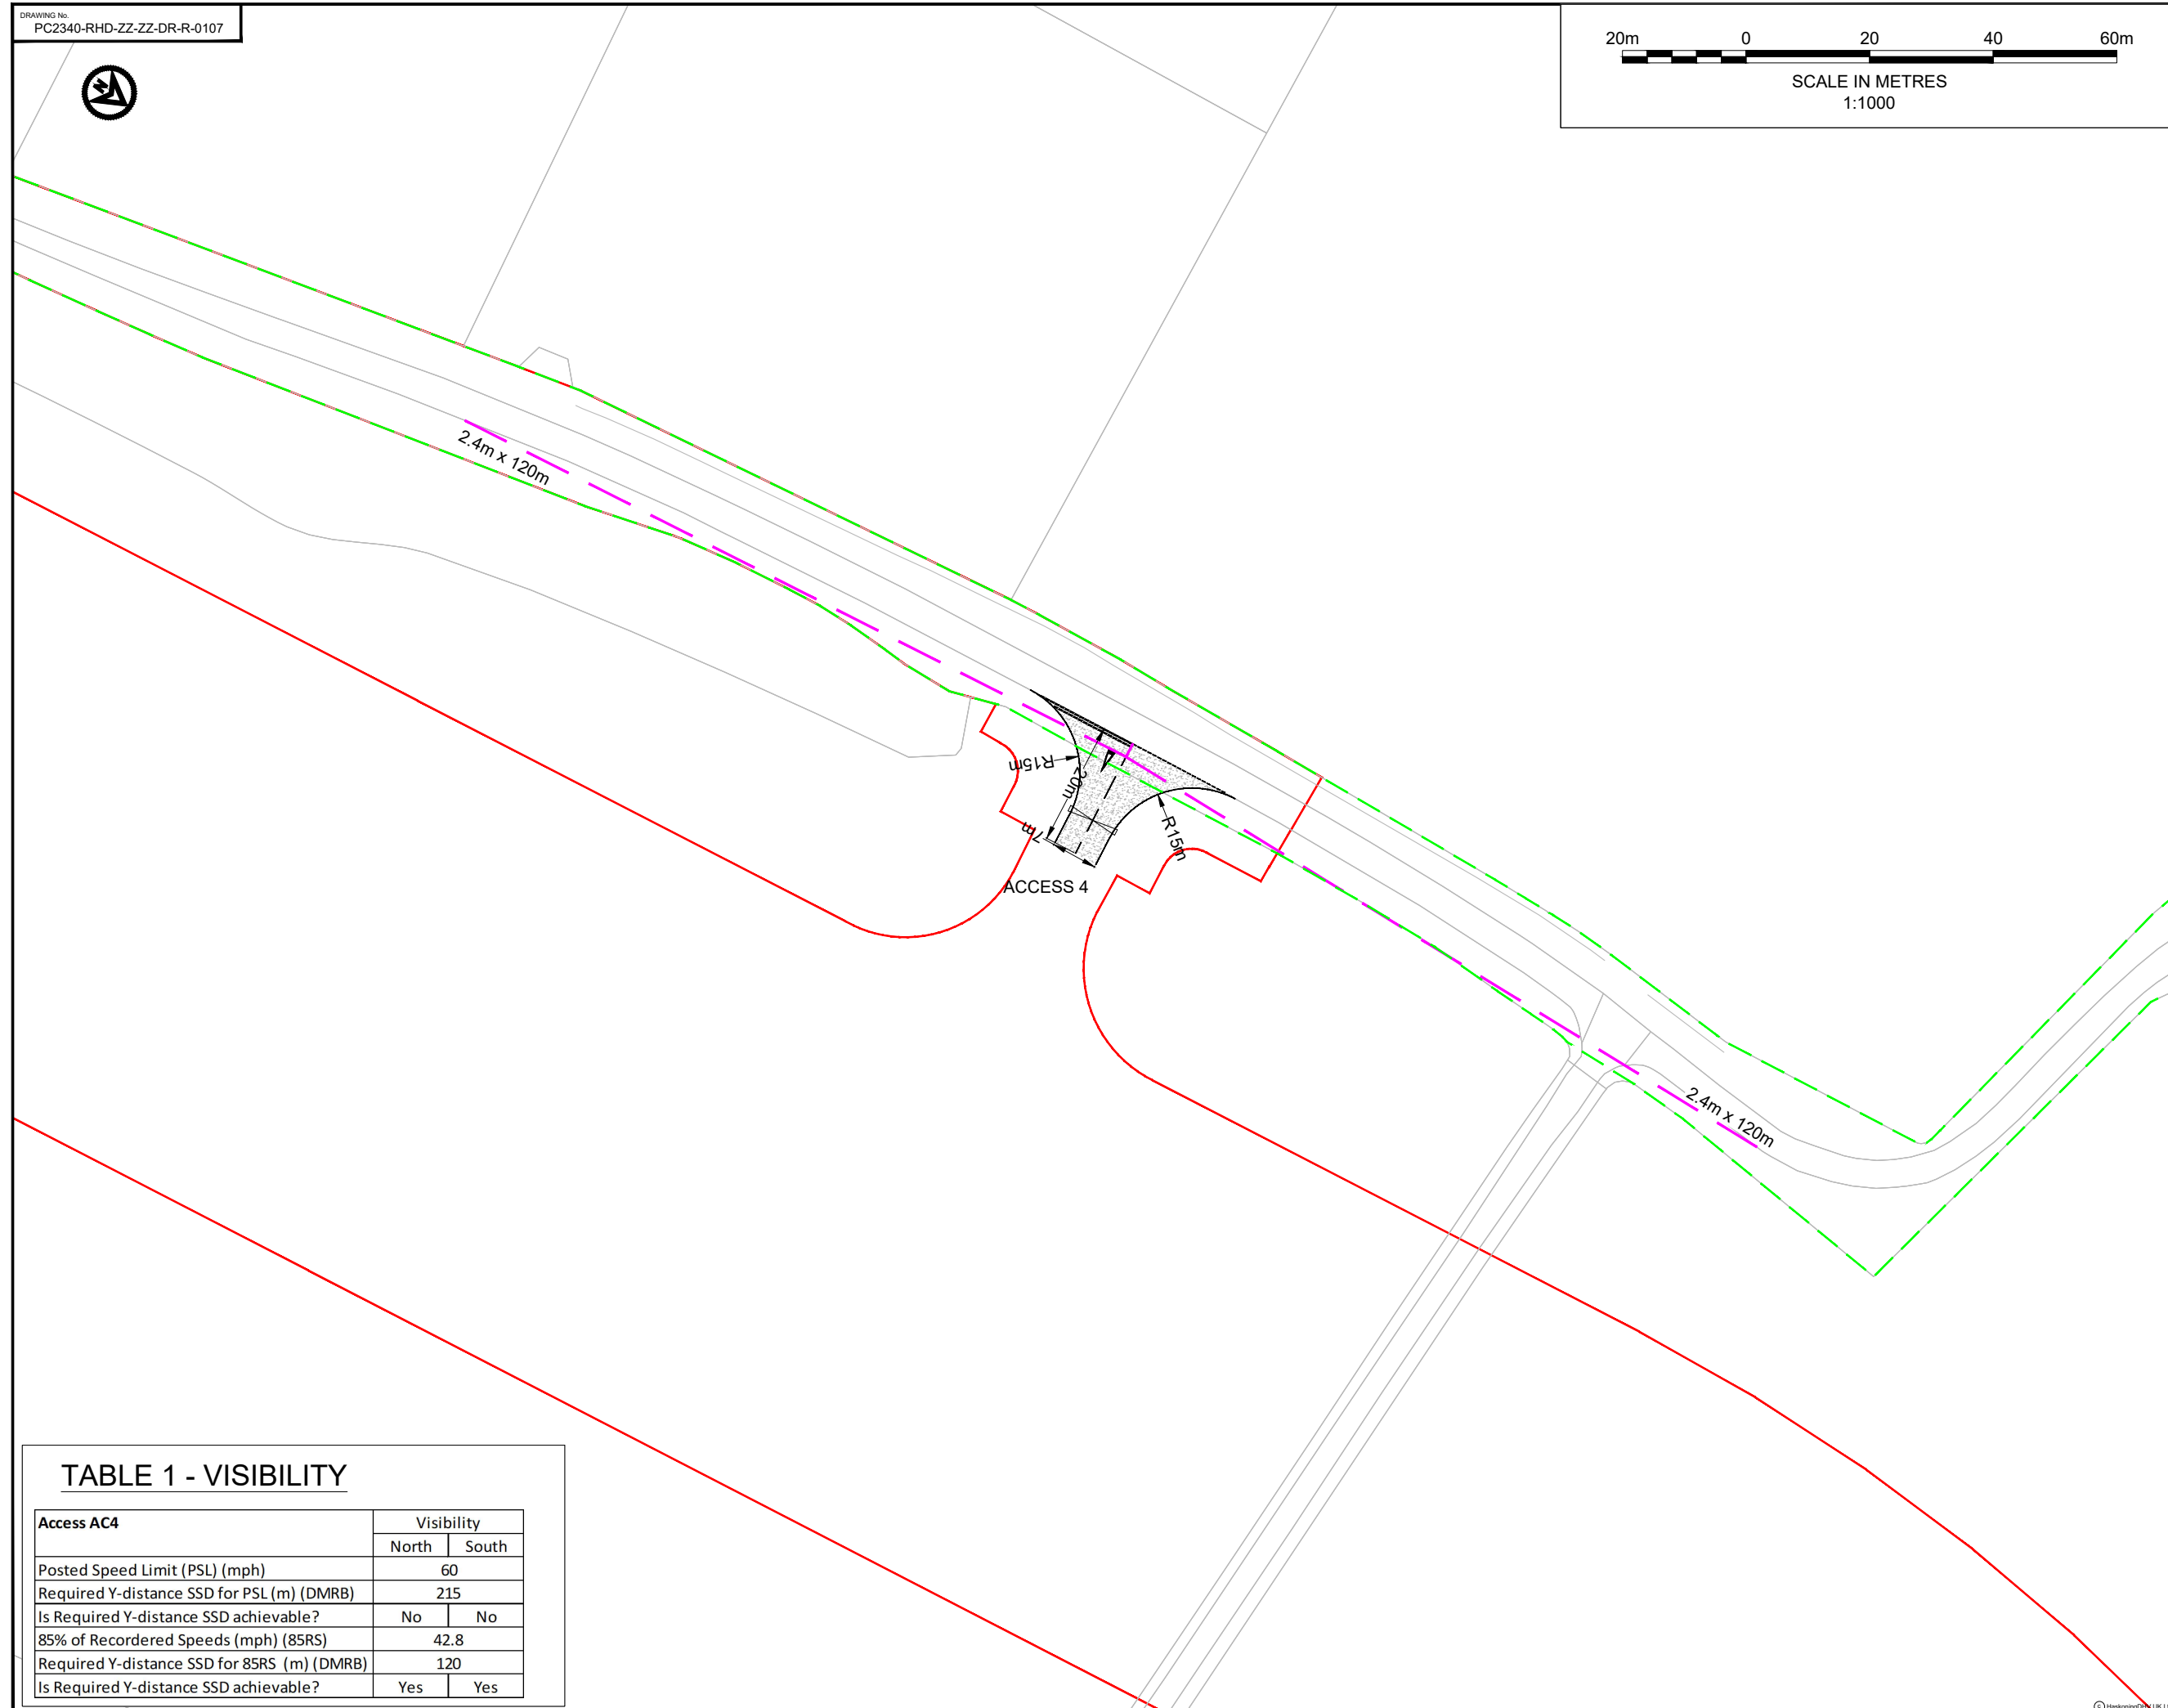 DRAWING No.
PC2340-RHD-ZZ-ZZ-DR-R-0107
N
20m 0 20 40 60m
SCALE IN METRES
1:1000
2.4m x 120m
R15m
20m
7m
R15m
ACCESS 4
2.4m x 120m
TABLE 1 - VISIBILITY
Access AC4 Visibility
North South
Posted Speed Limit (PSL) (mph) 60
Required Y-distance SSD for PSL (m) (DMRB) 215
Is Required Y-distance SSD achievable? No No
85% of Recordered Speeds (mph) (85RS) 42.8
Required Y-distance SSD for 85RS (m) (DMRB) 120
Is Required Y-distance SSD achievable? Yes Yes
© HaskoningDHV UK